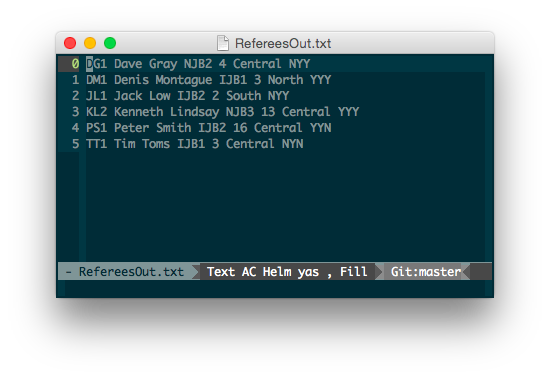 RefereesOut.txt
0 DG1 Dave Gray NJB2 4 Central NYY
1 DM1 Denis Montague IJB1 3 North YYY
2 JL1 Jack Low IJB2 2 South NYY
3 KL2 Kenneth Lindsay NJB3 13 Central YYY
4 PS1 Peter Smith IJB2 16 Central YYN
5 TT1 Tim Toms IJB1 3 Central NYN
- RefereesOut.txt Text AC Helm yas , Fill Git:master